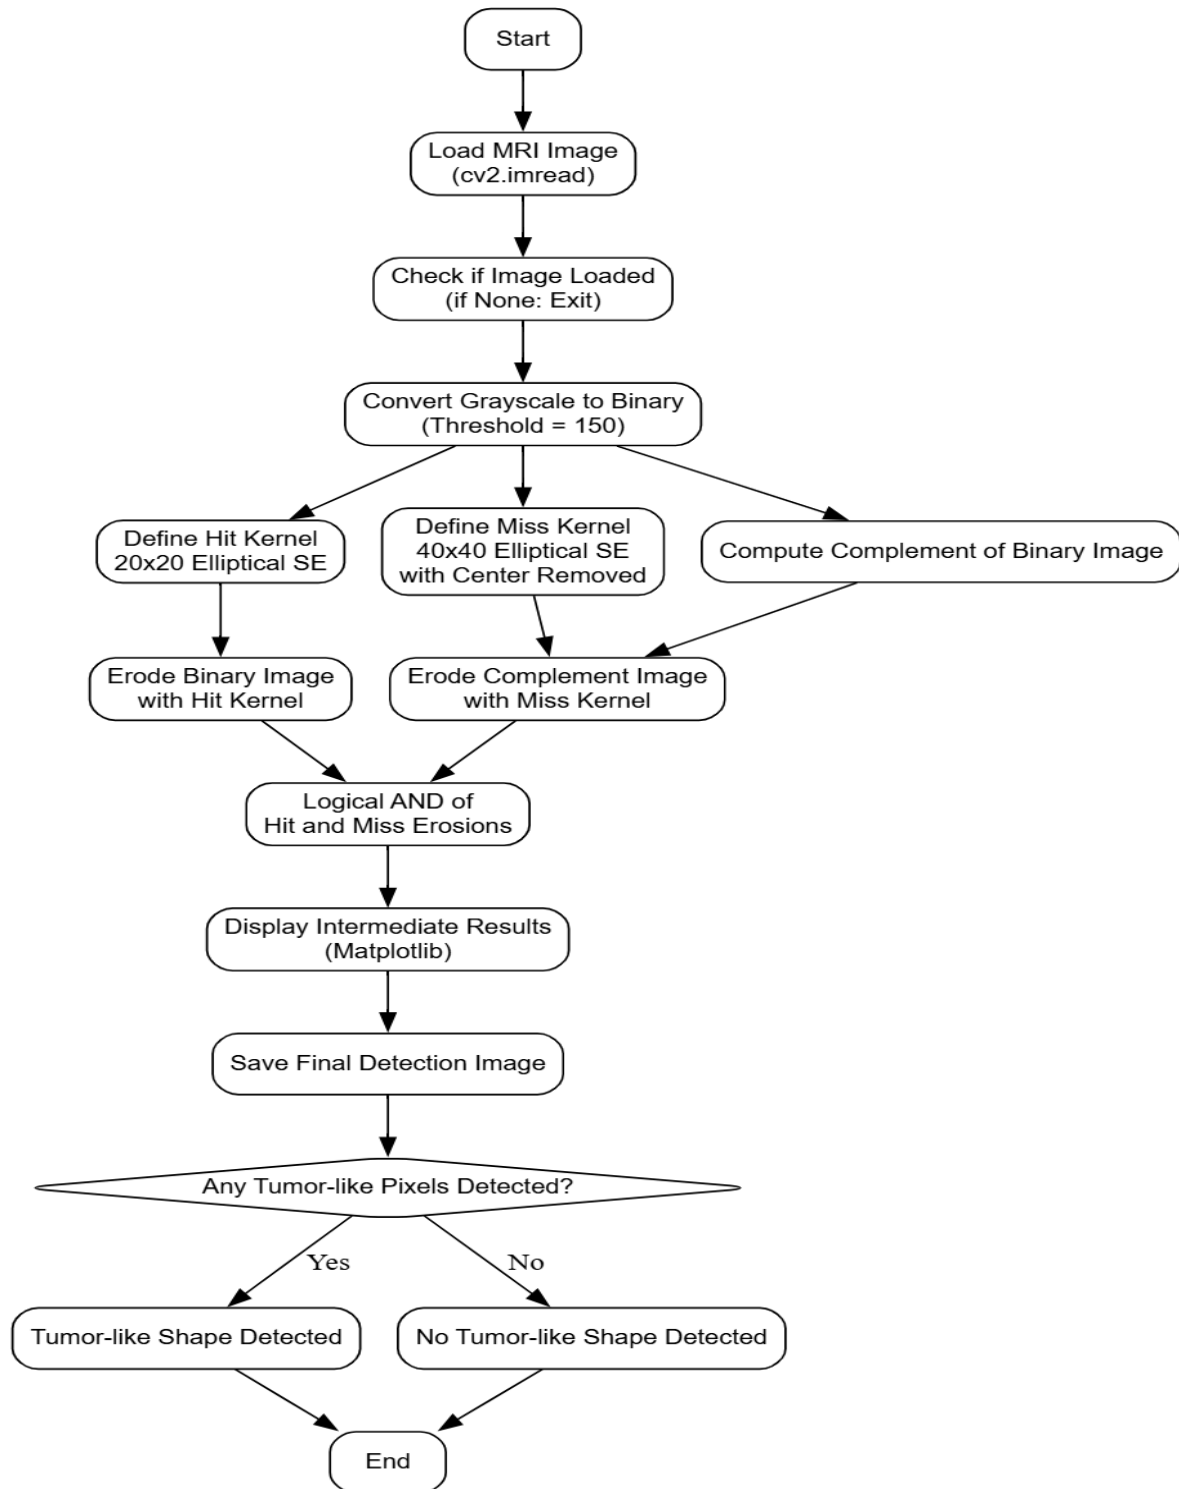 Start
Load MRI Image
(cv2.imread)
Check if Image Loaded
(if None: Exit)
Convert Grayscale to Binary
(Threshold = 150)
Define Hit Kernel
20x20 Elliptical SE
Define Miss Kernel
40x40 Elliptical SE
with Center Removed
Compute Complement of Binary Image
Erode Binary Image
with Hit Kernel
Erode Complement Image
with Miss Kernel
Logical AND of
Hit and Miss Erosions
Display Intermediate Results
(Matplotlib)
Save Final Detection Image
Any Tumor-like Pixels Detected?
Yes
No
Tumor-like Shape Detected
No Tumor-like Shape Detected
End